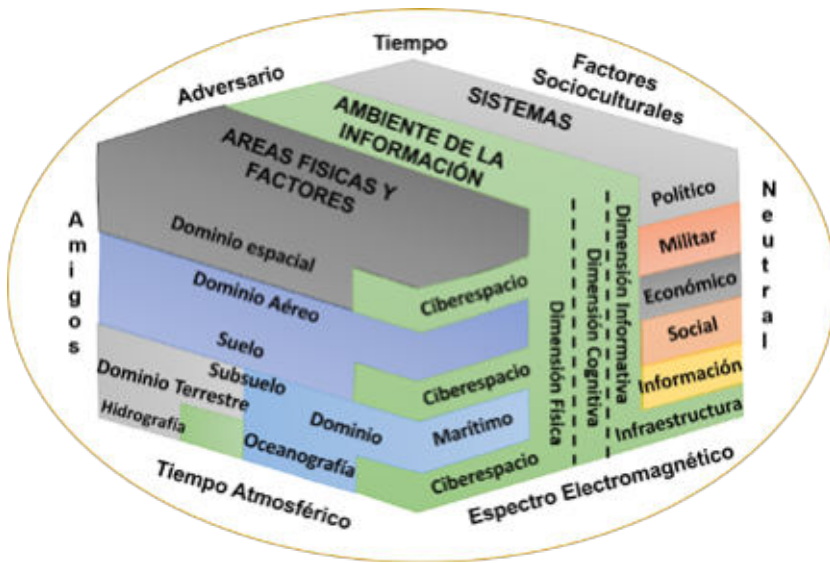 Tiempo
Adversario
Factores
Socioculturales
SISTEMAS
AMBIENTE DE LA
INFORMACIÓN
AREAS FISICAS Y
FACTORES
Amigos
Neutral
Dominio espacial
Ciberespacio
Dominio Aéreo
Suelo
Ciberespacio
Subsuelo
Dominio Terrestre
Hidrografía
Dominio
Marítimo
Oceanografía
Ciberespacio
Dimensión Física
Dimensión Cognitiva
Dimensión Informativa
Político
Militar
Económico
Social
Información
Infraestructura
Tiempo Atmosférico
Espectro Electromagnético